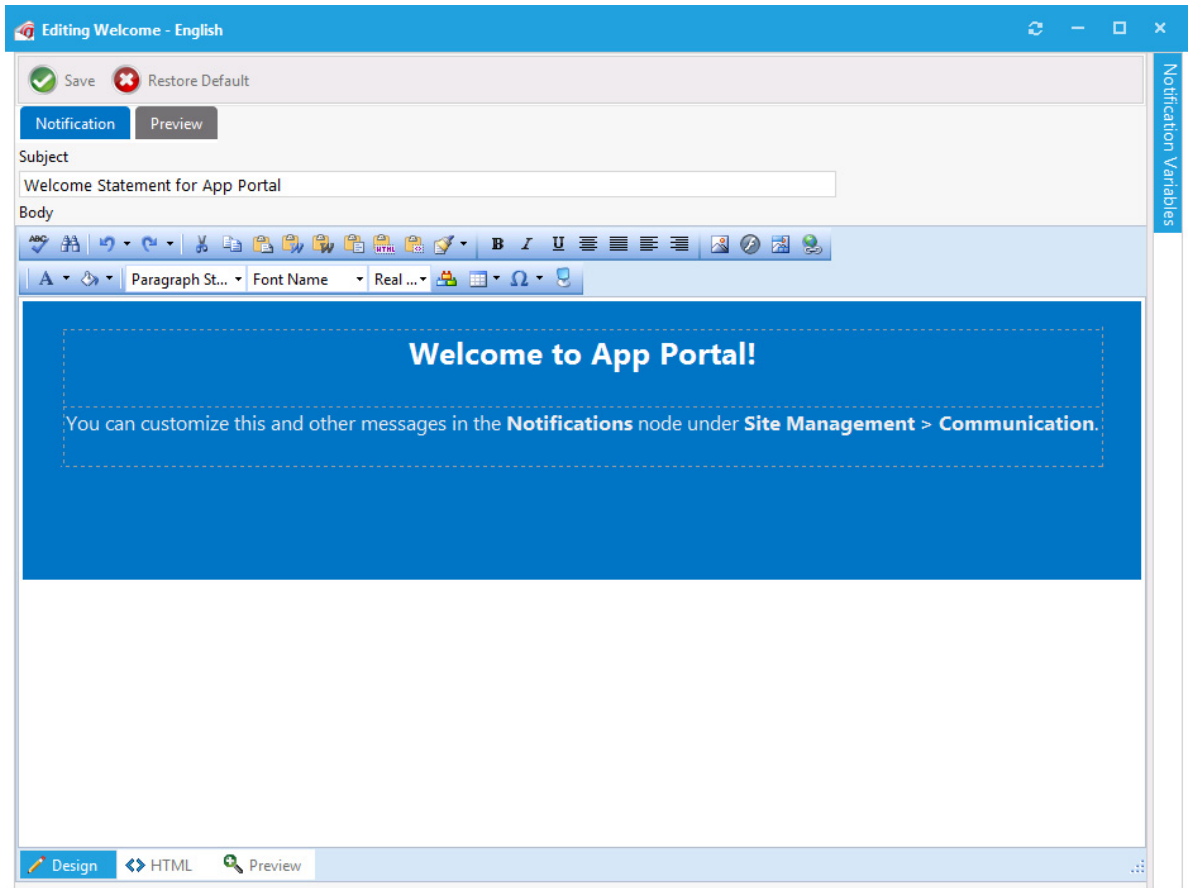 Editing Welcome - English
Save Restore Default
Notification Variables
Notification Preview
Subject
Welcome Statement for App Portal
Body
ABC HTML B I U
A Paragraph St... Font Name Real ... Ω
Welcome to App Portal!
You can customize this and other messages in the Notifications node under Site Management > Communication.
Design HTML Preview